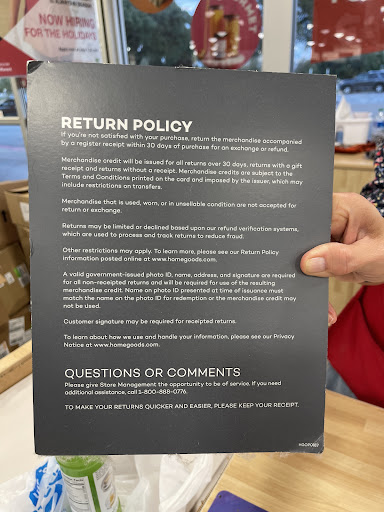 NOW HIRING
FOR THE HOLIDAYS
RETURN POLICY
If you're not satisfied with your purchase, return the merchandise accompanied
by a register receipt within 30 days of purchase for an exchange or refund.
Merchandise credit will be issued for all returns over 30 days, returns with a gift
receipt and returns without a receipt. Merchandise credits are subject to the
Terms and Conditions printed on the card and imposed by the issuer, which may
include restrictions on transfers.
Merchandise that is used, worn, or in unsellable condition are not accepted for
return or exchange.
Returns may be limited or declined based upon our refund verification systems,
which are used to process and track returns to reduce fraud.
Other restrictions may apply. To learn more, please see our Return Policy
information posted online at www.homegoods.com.
A valid government-issued photo ID, name, address, and signature are required
for all non-receipted returns and will be required for use of the resulting
merchandise credit. Name on photo ID presented at time of issuance must
match the name on the photo ID for redemption or the merchandise credit may
not be used.
Customer signature may be required for receipted returns.
To learn about how we use and handle your information, please see our Privacy
Notice at www.homegoods.com.
QUESTIONS OR COMMENTS
Please give Store Management the opportunity to be of service. If you need
additional assistance, call 1-800-888-0776.
TO MAKE YOUR RETURNS QUICKER AND EASIER, PLEASE KEEP YOUR RECEIPT.